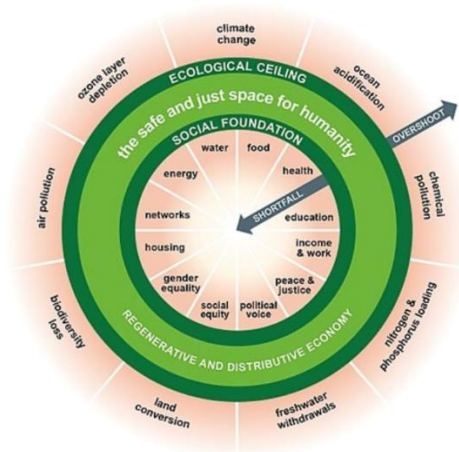 climate
change
ozone layer
depletion
ocean
acidification
ECOLOGICAL CEILING
the safe and just space for humanity
SOCIAL FOUNDATION
OVERSHOOT
water
food
energy
health
SHORTFALL
air pollution
chemical
pollution
networks
education
housing
income
& work
gender
equality
peace &
justice
social
equity
political
voice
biodiversity
loss
nitrogen &
phosphorus loading
REGENERATIVE AND DISTRIBUTIVE ECONOMY
land
conversion
freshwater
withdrawals